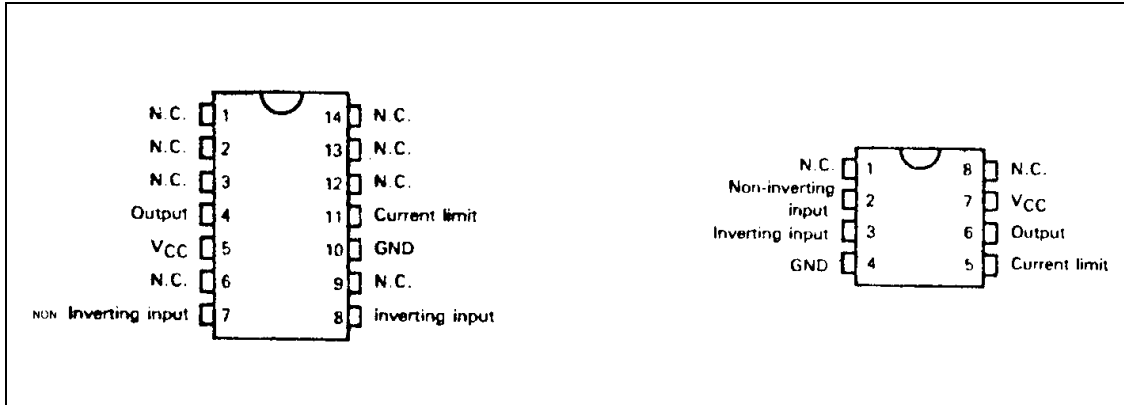 N.C. 1 14 N.C.
N.C. 2 13 N.C.
N.C. 3 12 N.C.
Output 4 11 Current limit
VCC 5 10 GND
N.C. 6 9 N.C.
NON Inverting input 7 8 inverting input
N.C. 1 8 N.C.
Non-inverting
input 2 7 VCC
Inverting input 3 6 Output
GND 4 5 Current limit